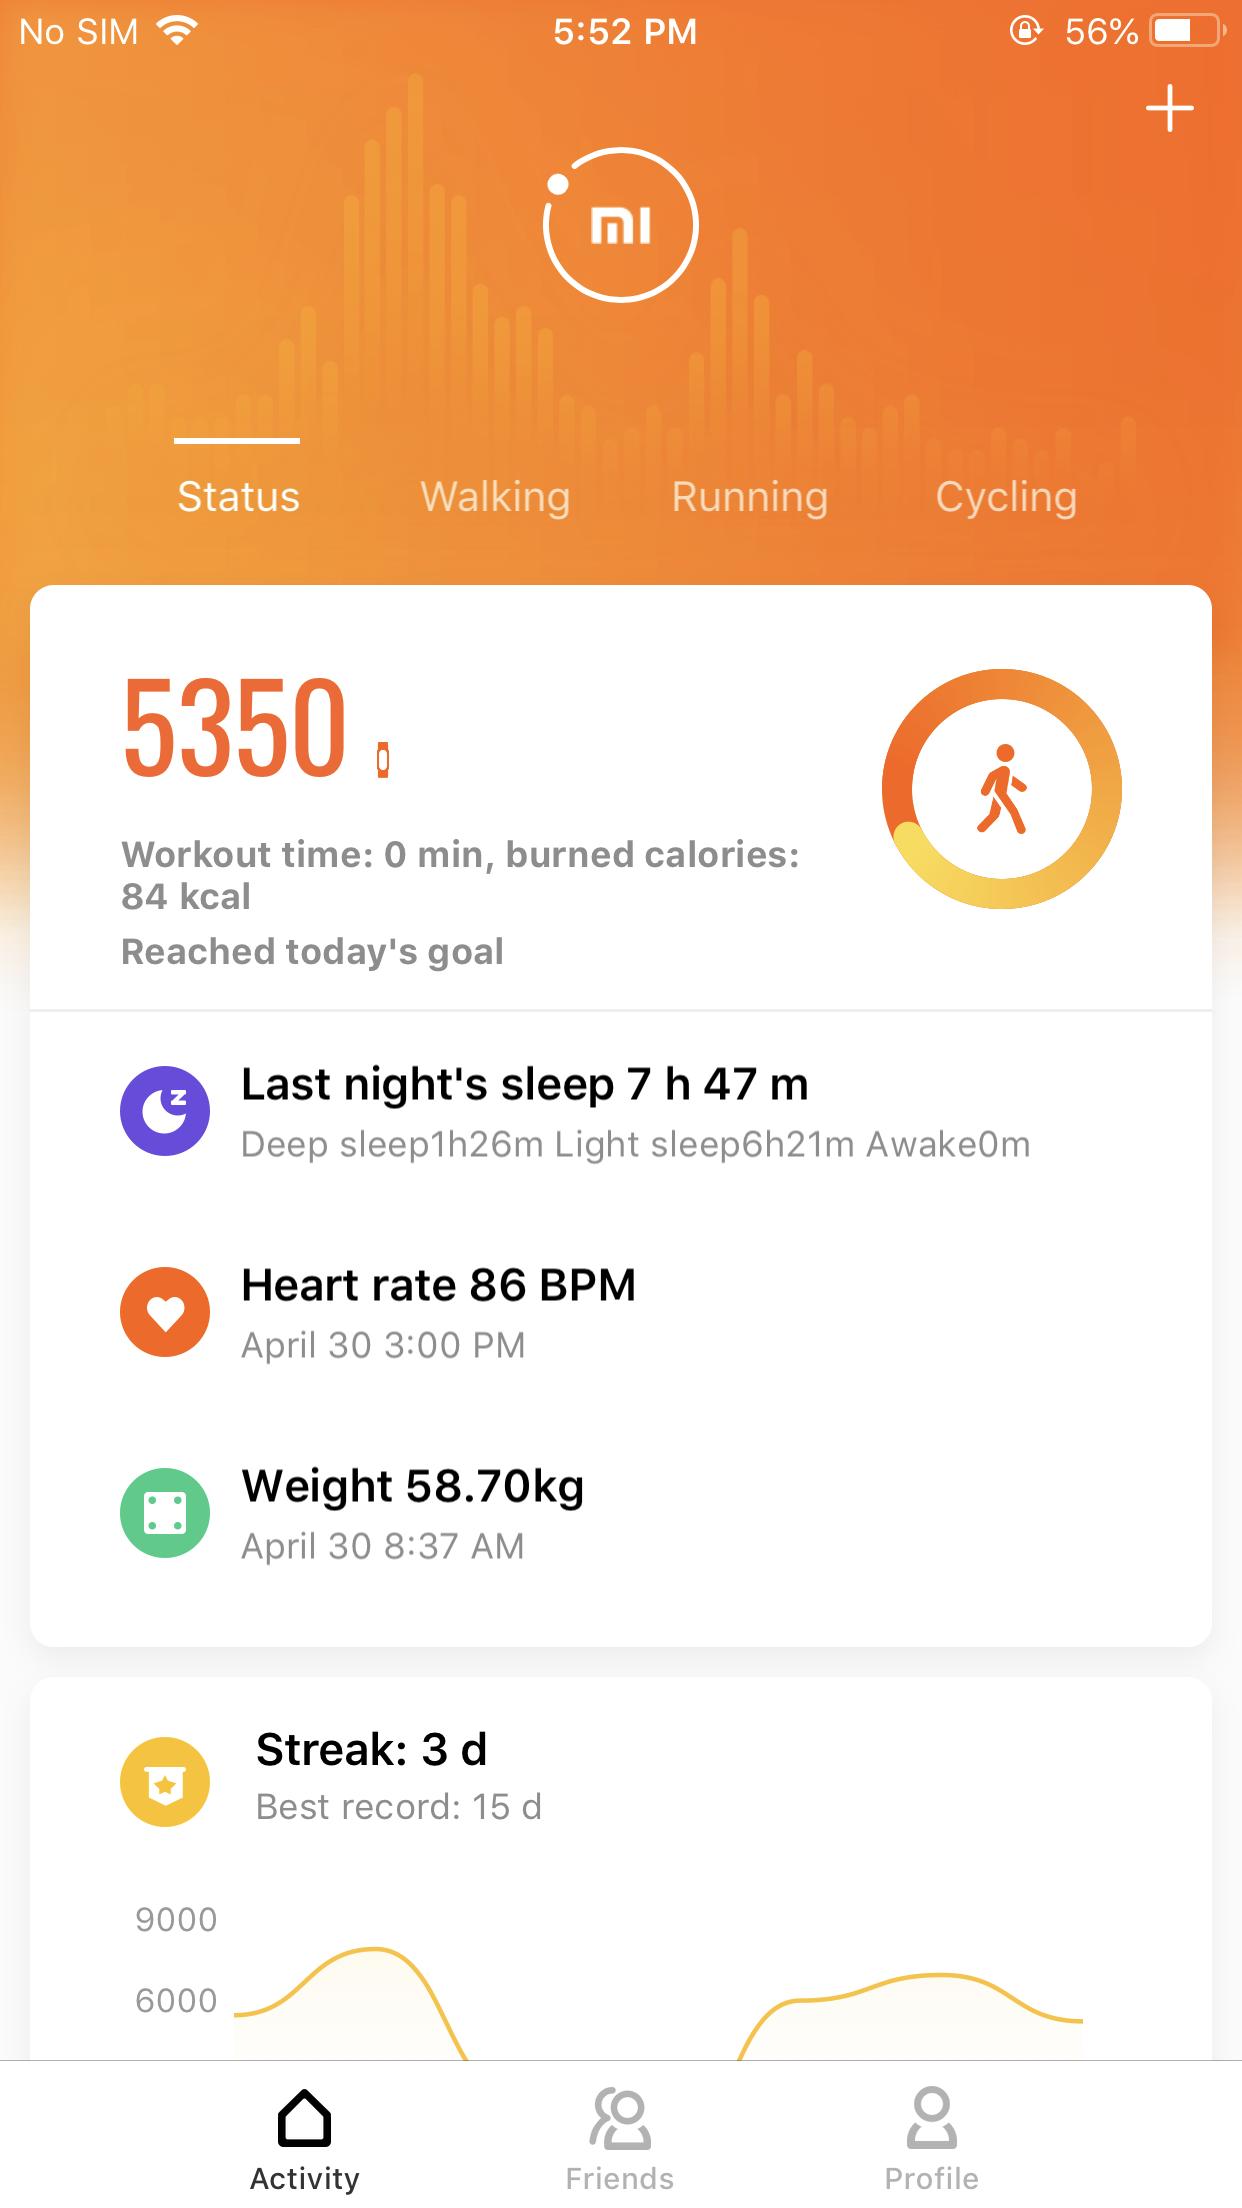 No SIM 5:52 PM 56%
mi
Status Walking Running Cycling
5350
Workout time: 0 min, burned calories:
84 kcal
Reached today's goal
Last night's sleep 7 h 47 m
Deep sleep1h26m Light sleep6h21m Awake0m
Heart rate 86 BPM
April 30 3:00 PM
Weight 58.70kg
April 30 8:37 AM
Streak: 3 d
Best record: 15 d
9000
6000
Activity Friends Profile